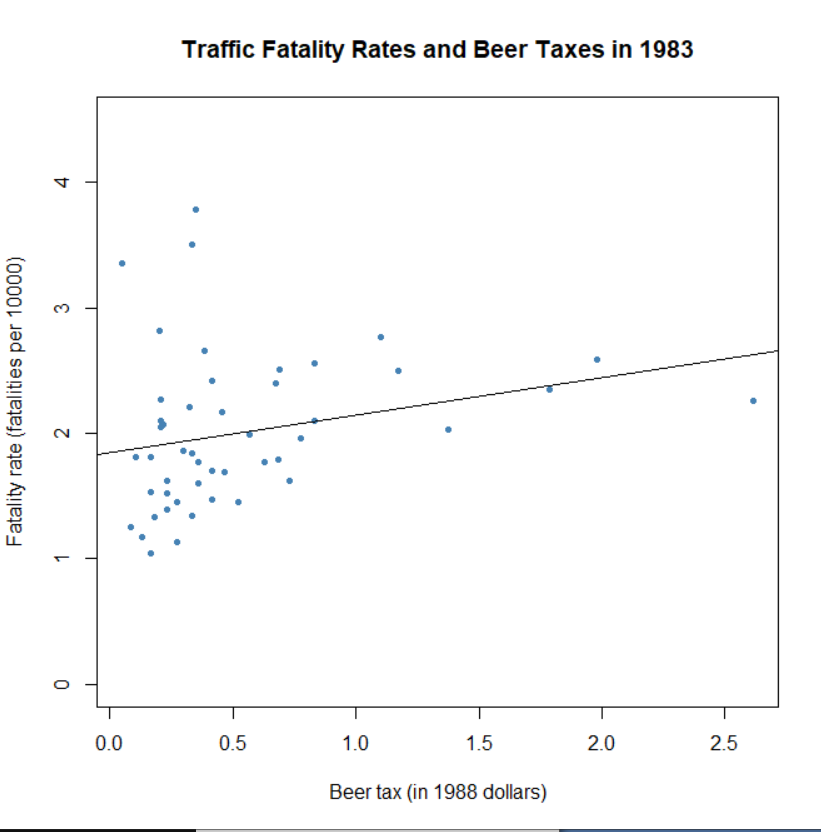 Traffic Fatality Rates and Beer Taxes in 1983
Fatality rate (fatalities per 10000)
4
3
2
1
0
0.0 0.5 1.0 1.5 2.0 2.5
Beer tax (in 1988 dollars)